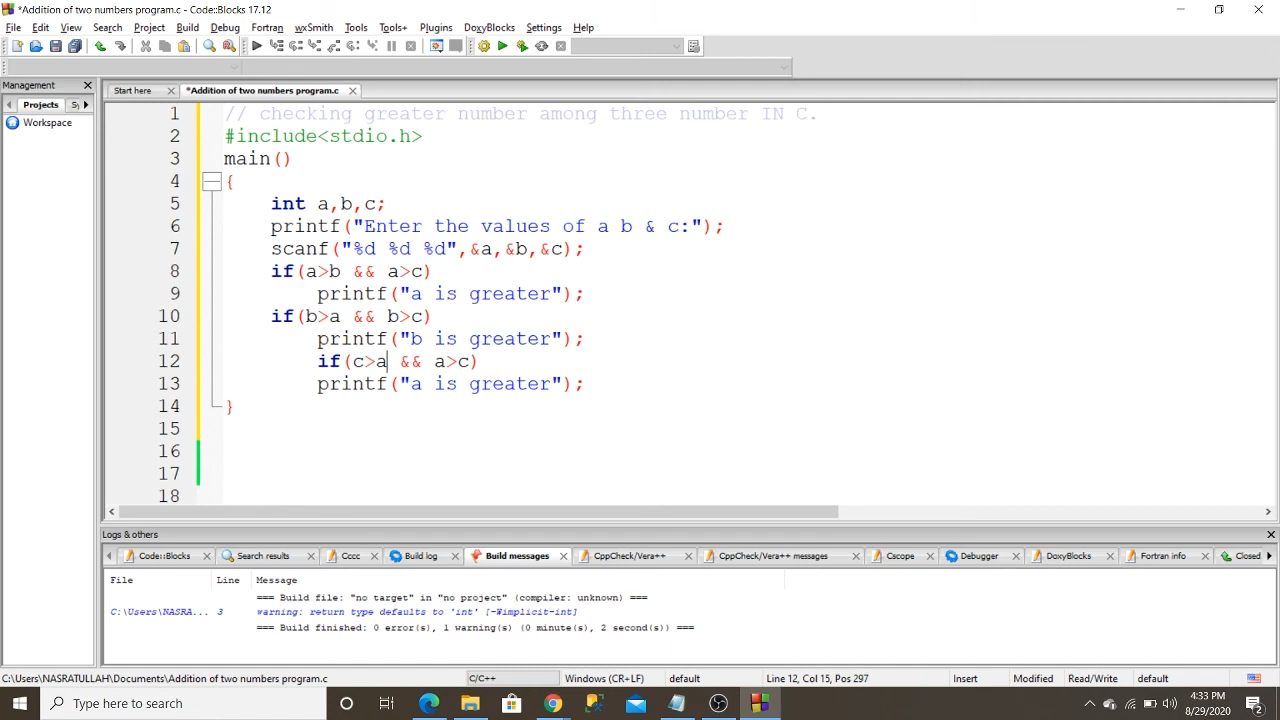 *Addition of two numbers program.c - Code::Blocks 17.12
File Edit View Search Project Build Debug Fortran wxSmith Tools Tools+ Plugins DoxyBlocks Settings Help
Management
Start here *Addition of two numbers program.c
Projects Sy
Workspace
1 // checking greater number among three number IN C.
2 #include<stdio.h>
3 main()
4 {
5 int a,b,c;
6 printf("Enter the values of a b & c:");
7 scanf("%d %d %d",&a,&b,&c);
8 if(a>b && a>c)
9 printf("a is greater");
10 if(b>a && b>c)
11 printf("b is greater");
12 if(c>a && a>c)
13 printf("a is greater");
14 }
15
16
17
18
Logs & others
Code::Blocks Search results Cccc Build log Build messages CppCheck/Vera++ CppCheck/Vera++ messages Cscope Debugger DoxyBlocks Fortran info Closed
File Line Message
=== Build file: "no target" in "no project" (compiler: unknown) ===
C:\Users\NASRA... 3 warning: return type defaults to 'int' [-Wimplicit-int]
=== Build finished: 0 error(s), 1 warning(s) (0 minute(s), 2 second(s)) ===
C:\Users\NASRATULLAH\Documents\Addition of two numbers program.c C/C++ Windows (CR+LF) default Line 12, Col 15, Pos 297 Insert Modified Read/Write default
Type here to search
4:33 PM
8/29/2020
2